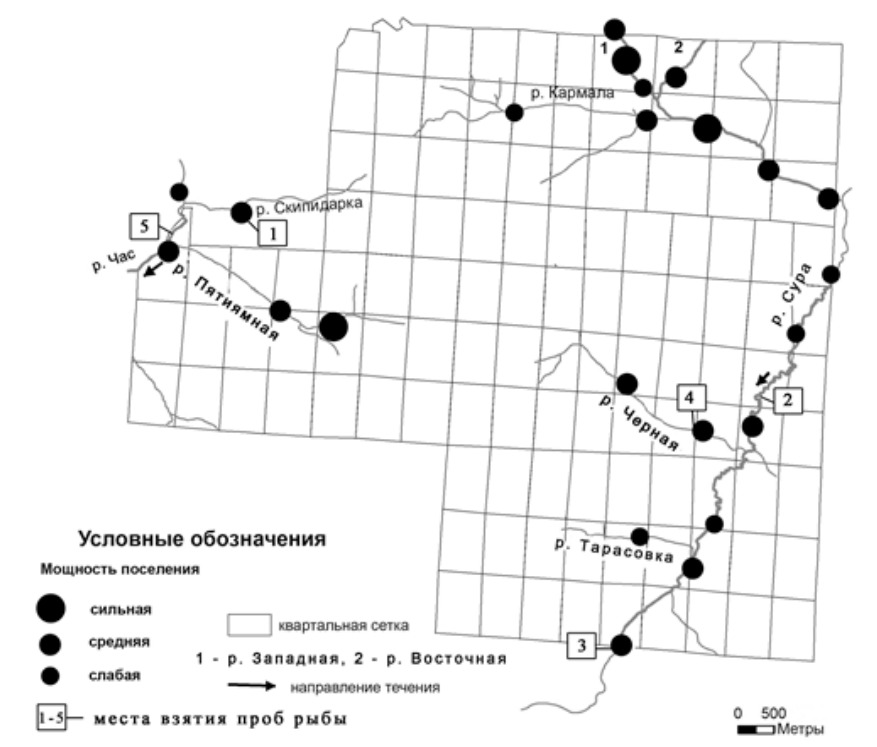 1
2
р. Кармала
р. Скипидарка
5
1
р. Час
р. Пятиямная
р. Сура
2
4
р. Черная
р. Тарасовка
3
Условные обозначения
Мощность поселения
сильная
средняя
слабая
квартальная сетка
1 - р. Западная, 2 - р. Восточная
направление течения
1-5 места взятия проб рыбы
0 500
Метры